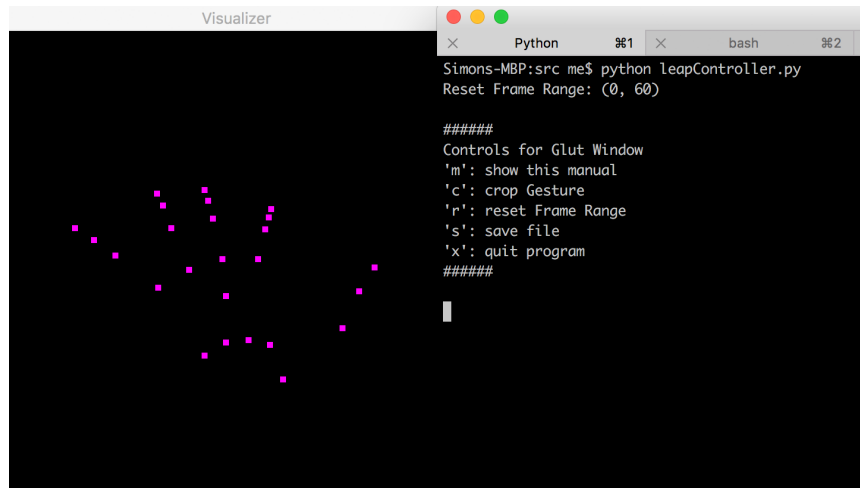 Visualizer
× Python ⌘1 × bash ⌘2
Simons-MBP:src me$ python leapController.py
Reset Frame Range: (0, 60)
######
Controls for Glut Window
'm': show this manual
'c': crop Gesture
'r': reset Frame Range
's': save file
'x': quit program
######